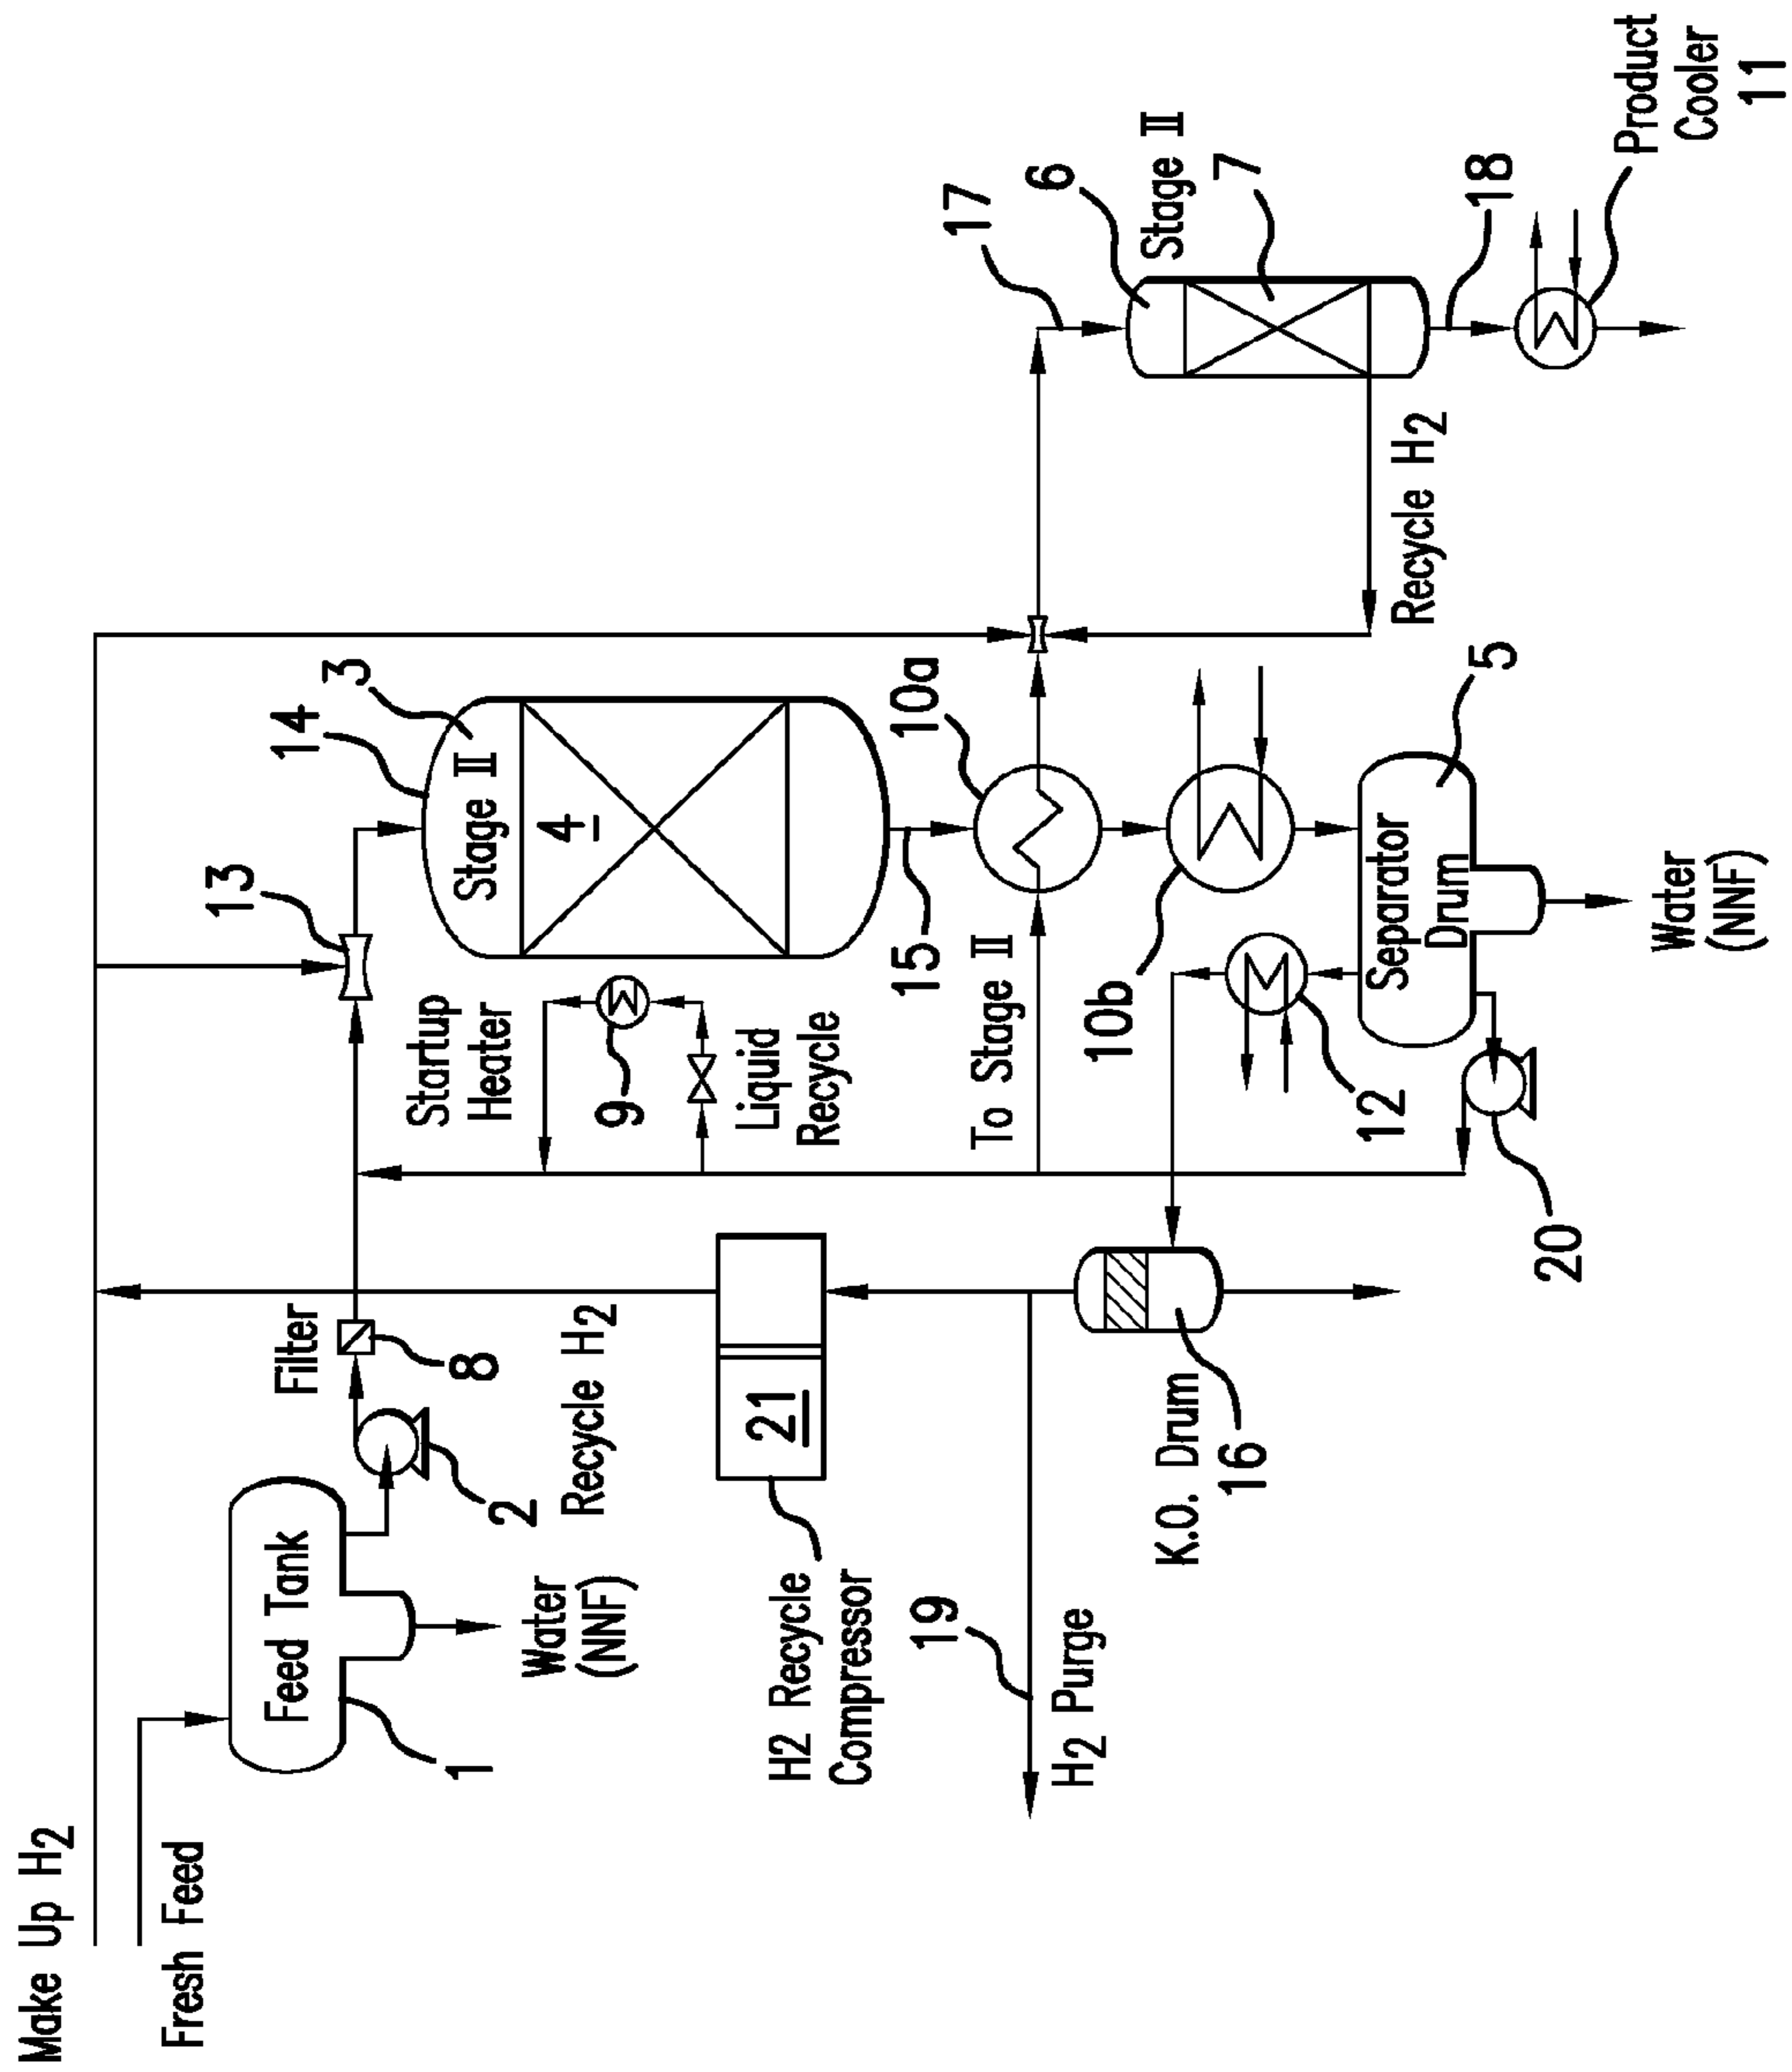 Make Up H2
Fresh Feed
Feed Tank
1
Water
(NNF)
2
Filter
8
Recycle H2
13
14
3
Stage II
4
Startup
Heater
9
Liquid
Recycle
H2 Recycle
Compressor
21
15
10a
To Stage II
10b
19
H2 Purge
K.O. Drum
16
12
20
Separator
Drum
5
Water
(NNF)
Recycle H2
17
6
Stage II
7
18
Product
Cooler
11